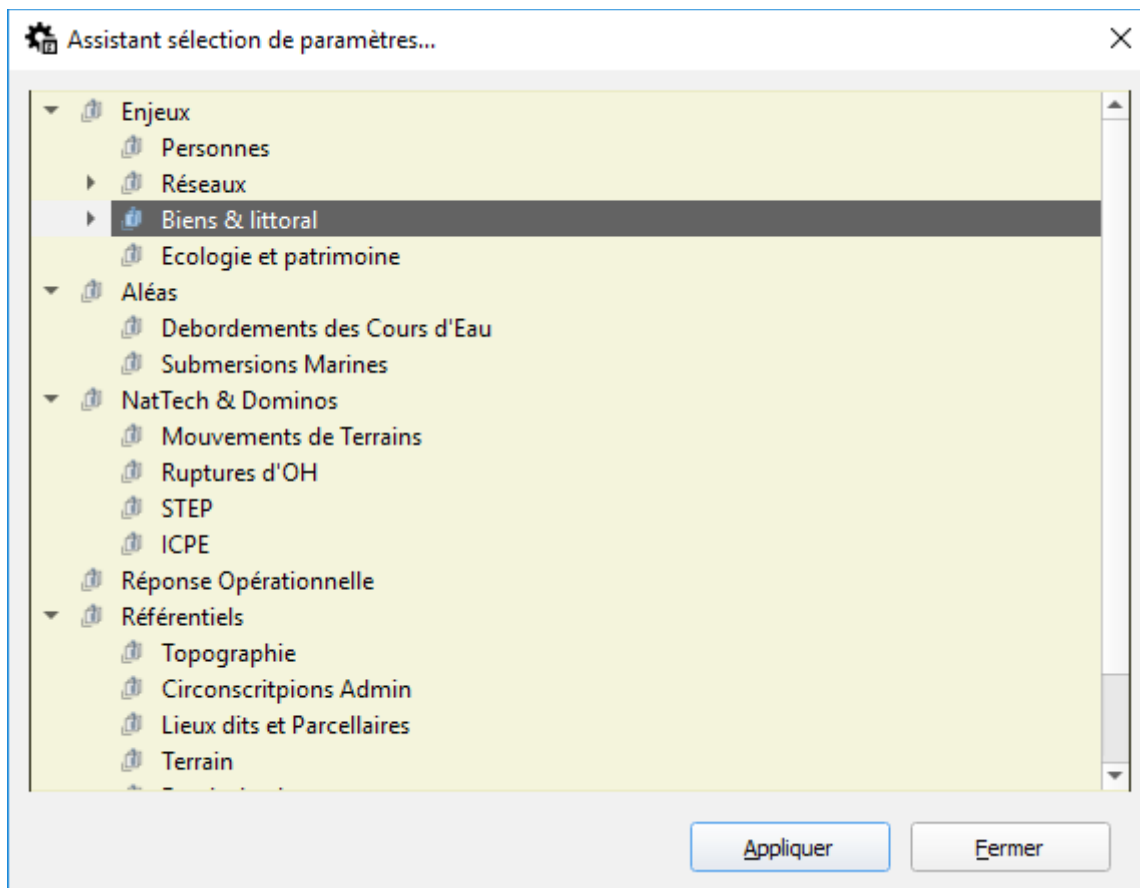 Assistant sélection de paramètres...
Enjeux
Personnes
Réseaux
Biens & littoral
Ecologie et patrimoine
Aléas
Debordements des Cours d'Eau
Submersions Marines
NatTech & Dominos
Mouvements de Terrains
Ruptures d'OH
STEP
ICPE
Réponse Opérationnelle
Référentiels
Topographie
Circonscritpions Admin
Lieux dits et Parcellaires
Terrain
Appliquer
Fermer